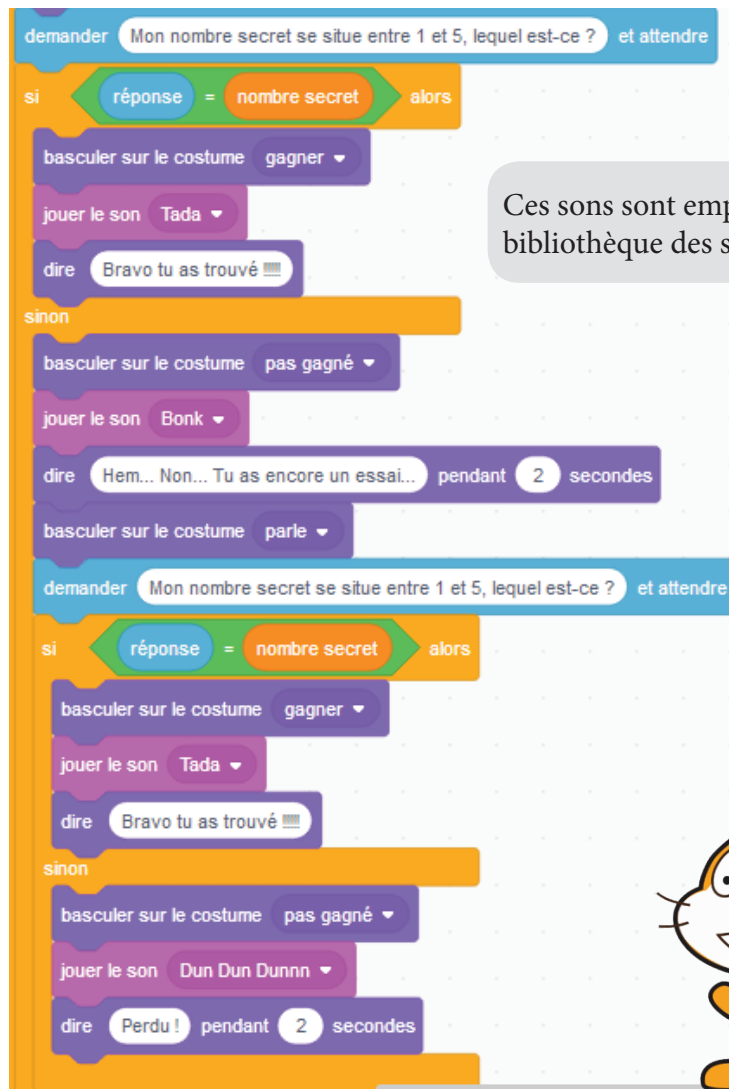 demander Mon nombre secret se situe entre 1 et 5, lequel est-ce ? et attendre
si réponse = nombre secret alors
basculer sur le costume gagner
jouer le son Tada
dire Bravo tu as trouvé !!!!!
sinon
basculer sur le costume pas gagné
jouer le son Bonk
dire Hem... Non... Tu as encore un essai... pendant 2 secondes
basculer sur le costume parle
demander Mon nombre secret se situe entre 1 et 5, lequel est-ce ? et attendre
si réponse = nombre secret alors
basculer sur le costume gagner
jouer le son Tada
dire Bravo tu as trouvé !!!!!
sinon
basculer sur le costume pas gagné
jouer le son Dun Dun Dunnn
dire Perdu ! pendant 2 secondes
Ces sons sont emp
bibliothèque des s